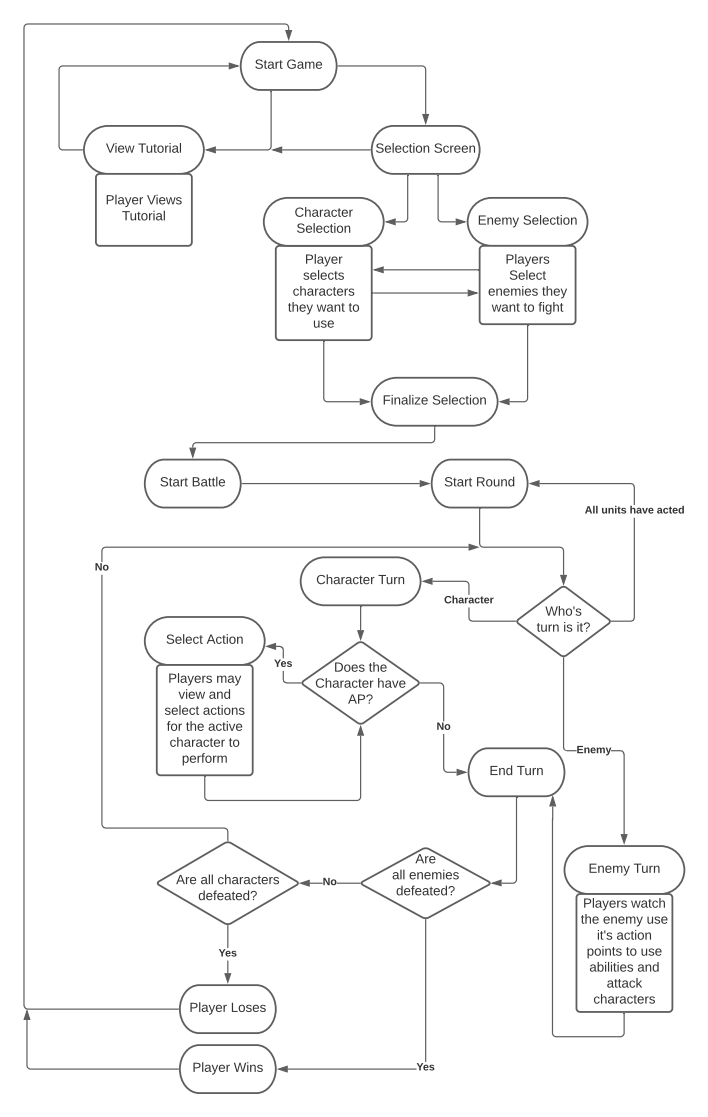 Start Game
View Tutorial
Selection Screen
Player Views
Tutorial
Character
Selection
Enemy Selection
Player
selects
characters
they want to
use
Players
Select
enemies they
want to fight
Finalize Selection
Start Battle
Start Round
All units have acted
No
Character Turn
Character
Who's
turn is it?
Select Action
Yes
Does the
Character have
AP?
Players may
view and
select actions
for the active
character to
perform
No
Enemy
End Turn
Are
all enemies
defeated?
No
Are all characters
defeated?
Enemy Turn
Players watch
the enemy use
it's action
points to use
abilities and
attack
characters
Yes
Player Loses
Player Wins
Yes